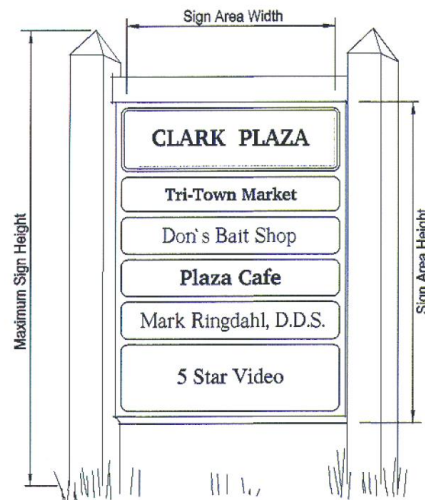 Sign Area Width
Maximum Sign Height
CLARK PLAZA
Tri-Town Market
Don's Bait Shop
Plaza Cafe
Mark Ringdahl, D.D.S.
5 Star Video
Sign Area Height